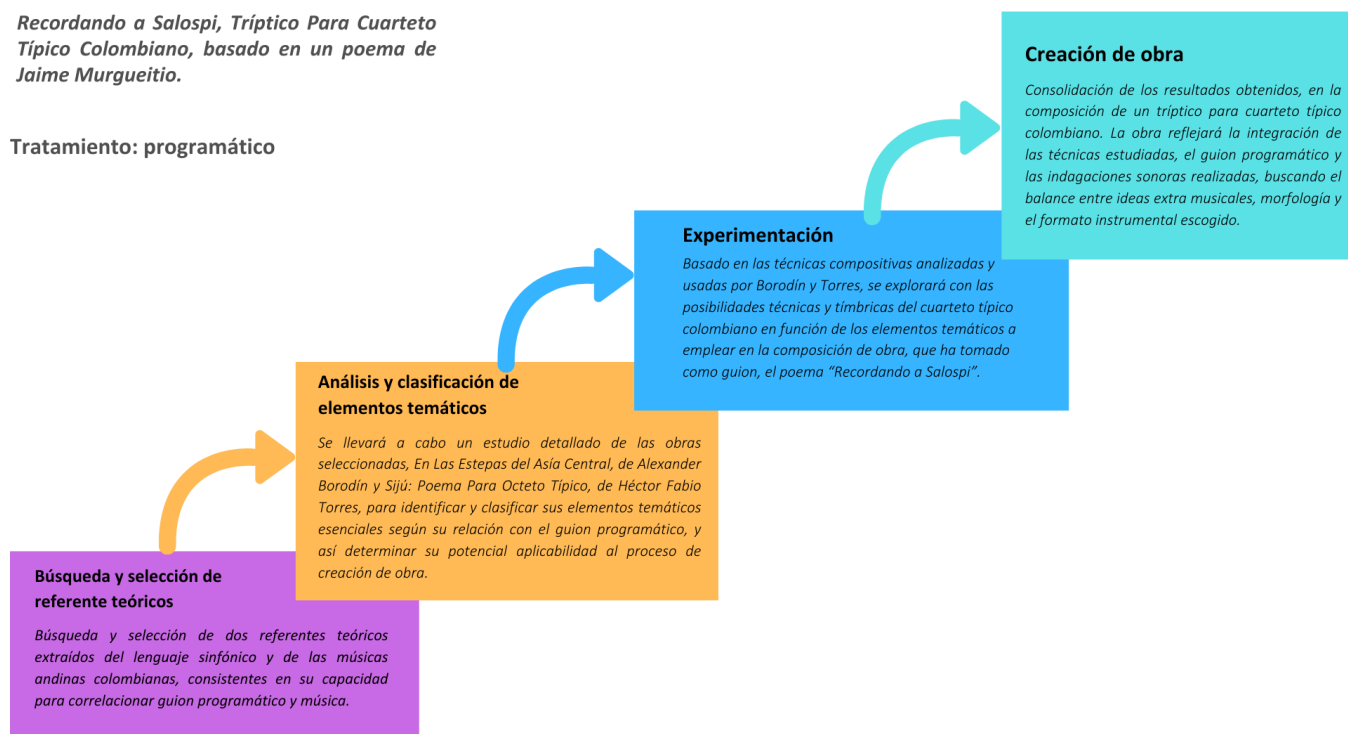 Recordando a Salospi, Tríptico Para Cuarteto
Típico Colombiano, basado en un poema de
Jaime Murgueitio.
Tratamiento: programático
Creación de obra
Consolidación de los resultados obtenidos, en la
composición de un tríptico para cuarteto típico
colombiano. La obra reflejará la integración de
las técnicas estudiadas, el guion programático y
las indagaciones sonoras realizadas, buscando el
balance entre ideas extra musicales, morfología y
el formato instrumental escogido.
Experimentación
Basado en las técnicas compositivas analizadas y
usadas por Borodín y Torres, se explorará con las
posibilidades técnicas y tímbricas del cuarteto típico
colombiano en función de los elementos temáticos a
emplear en la composición de obra, que ha tomado
como guion, el poema “Recordando a Salospi”.
Análisis y clasificación de
elementos temáticos
Se llevará a cabo un estudio detallado de las obras
seleccionadas, En Las Estepas del Asía Central, de Alexander
Borodín y Sijú: Poema Para Octeto Típico, de Héctor Fabio
Torres, para identificar y clasificar sus elementos temáticos
esenciales según su relación con el guion programático, y
así determinar su potencial aplicabilidad al proceso de
creación de obra.
Búsqueda y selección de
referente teóricos
Búsqueda y selección de dos referentes teóricos
extraídos del lenguaje sinfónico y de las músicas
andinas colombianas, consistentes en su capacidad
para correlacionar guion programático y música.